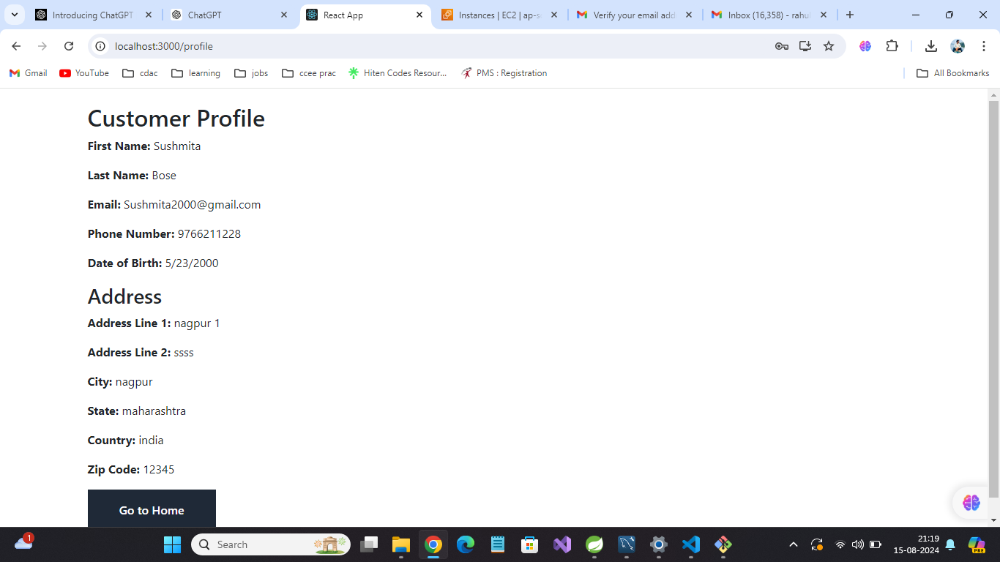 Introducing ChatGPT
ChatGPT
React App
Instances | EC2 | ap-s
Verify your email add
Inbox (16,358) - rahul
localhost:3000/profile
Gmail
YouTube
cdac
learning
jobs
ccee prac
Hiten Codes Resour...
PMS : Registration
All Bookmarks
Customer Profile
First Name: Sushmita
Last Name: Bose
Email: Sushmita2000@gmail.com
Phone Number: 9766211228
Date of Birth: 5/23/2000
Address
Address Line 1: nagpur 1
Address Line 2: ssss
City: nagpur
State: maharashtra
Country: india
Zip Code: 12345
Go to Home
1
Search
21:19
15-08-2024
PRE